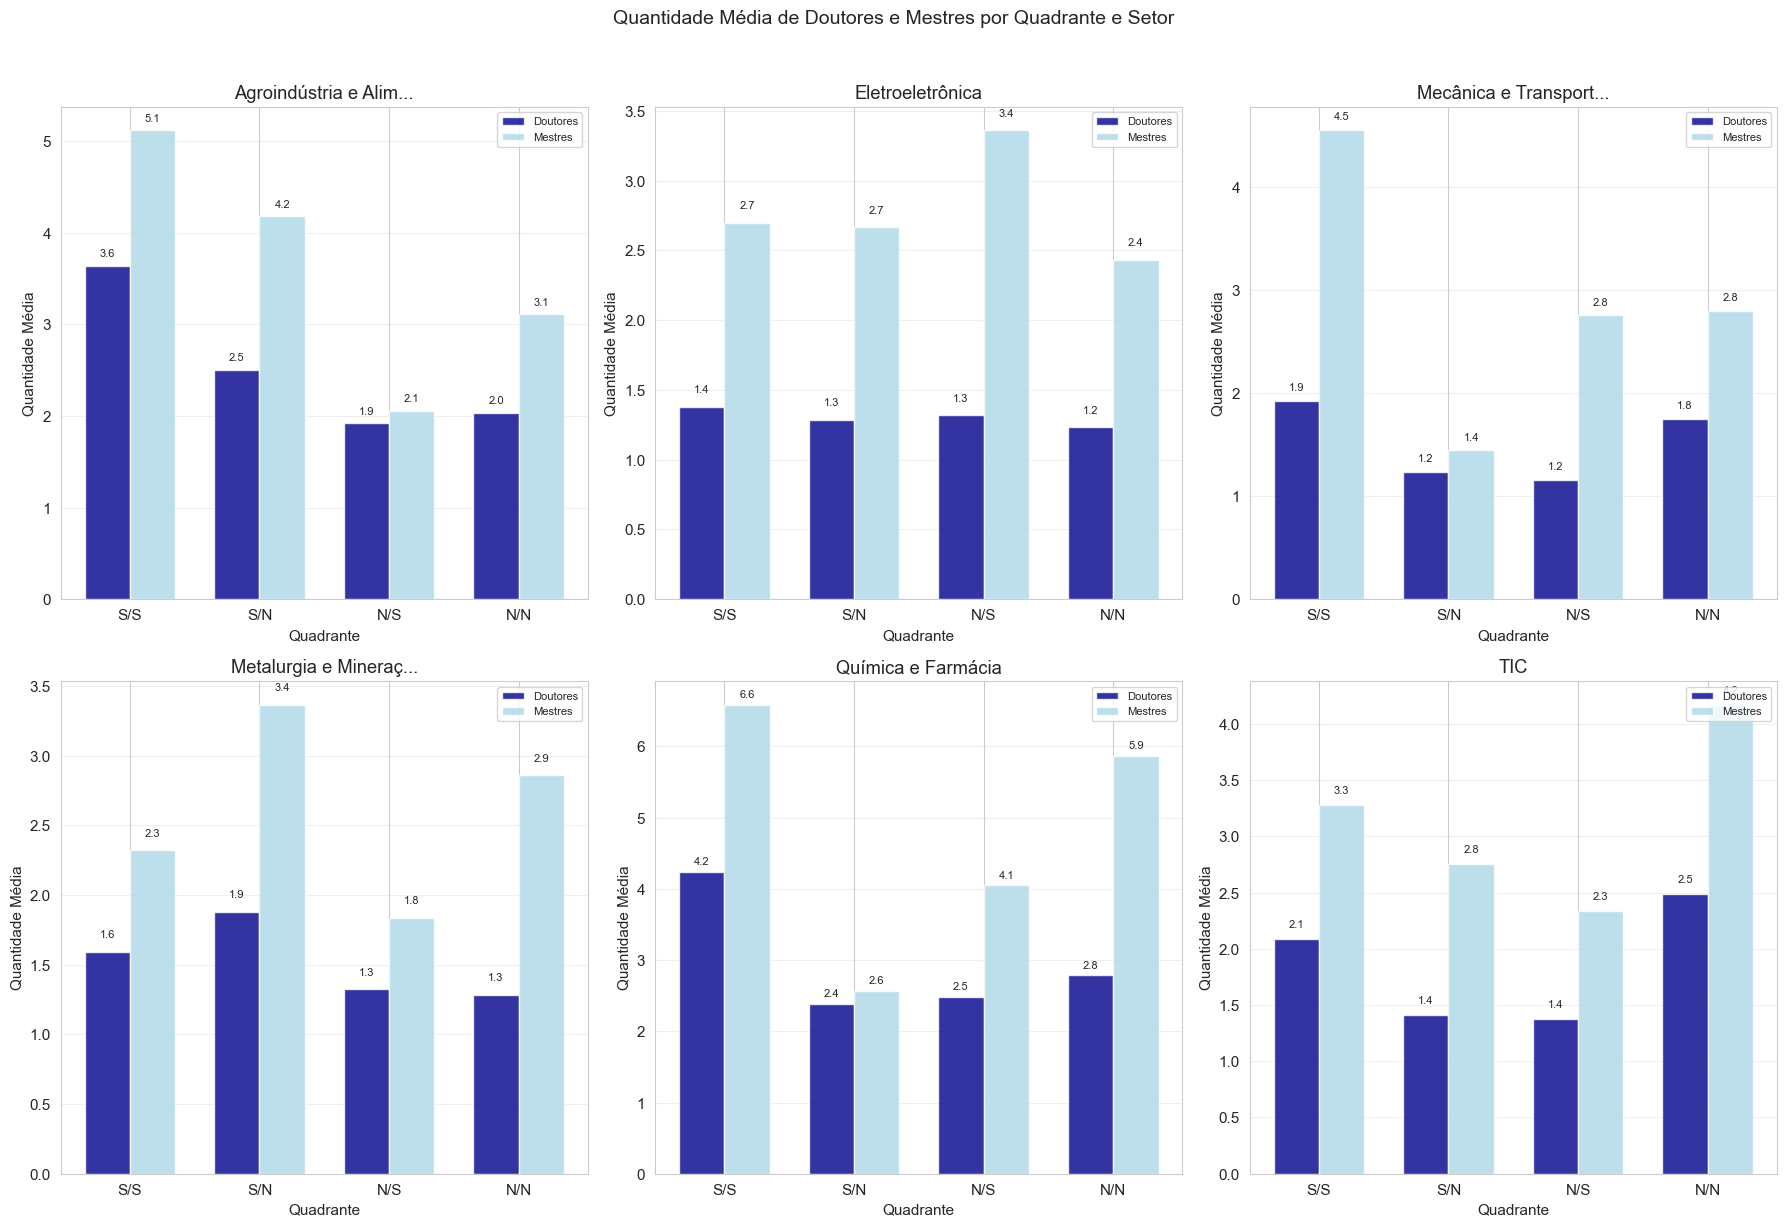 Quantidade Média de Doutores e Mestres por Quadrante e Setor
Agroindústria e Alim...
Quantidade Média
5
4
3
2
1
0
Doutores
Mestres
3.6
5.1
2.5
4.2
1.9
2.1
2.0
3.1
S/S
S/N
N/S
N/N
Quadrante
Eletroeletrônica
Quantidade Média
3.5
3.0
2.5
2.0
1.5
1.0
0.5
0.0
Doutores
Mestres
1.4
2.7
1.3
2.7
1.3
3.4
1.2
2.4
S/S
S/N
N/S
N/N
Quadrante
Mecânica e Transport...
Quantidade Média
4
3
2
1
0
Doutores
Mestres
1.9
4.5
1.2
1.4
1.2
2.8
1.8
2.8
S/S
S/N
N/S
N/N
Quadrante
Metalurgia e Mineraç...
Quantidade Média
3.5
3.0
2.5
2.0
1.5
1.0
0.5
0.0
Doutores
Mestres
1.6
2.3
1.9
3.4
1.3
1.8
1.3
2.9
S/S
S/N
N/S
N/N
Quadrante
Química e Farmácia
Quantidade Média
6
5
4
3
2
1
0
Doutores
Mestres
4.2
6.6
2.4
2.6
2.5
4.1
2.8
5.9
S/S
S/N
N/S
N/N
Quadrante
TIC
Quantidade Média
4.0
3.5
3.0
2.5
2.0
1.5
1.0
0.5
0.0
Doutores
Mestres
2.1
3.3
1.4
2.8
1.4
2.3
2.5
S/S
S/N
N/S
N/N
Quadrante